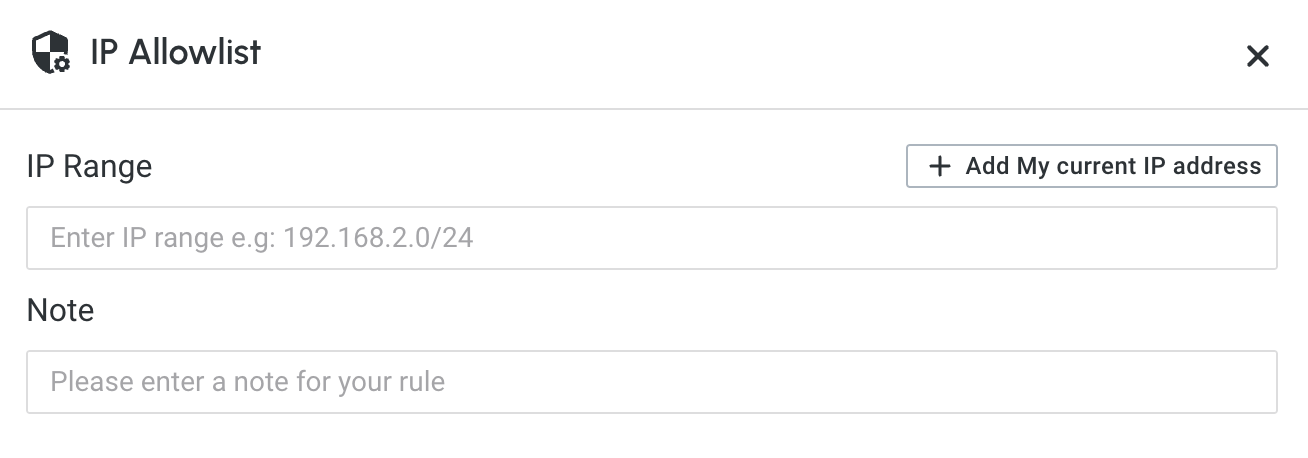 IP Allowlist
IP Range
Add My current IP address
Enter IP range e.g: 192.168.2.0/24
Note
Please enter a note for your rule